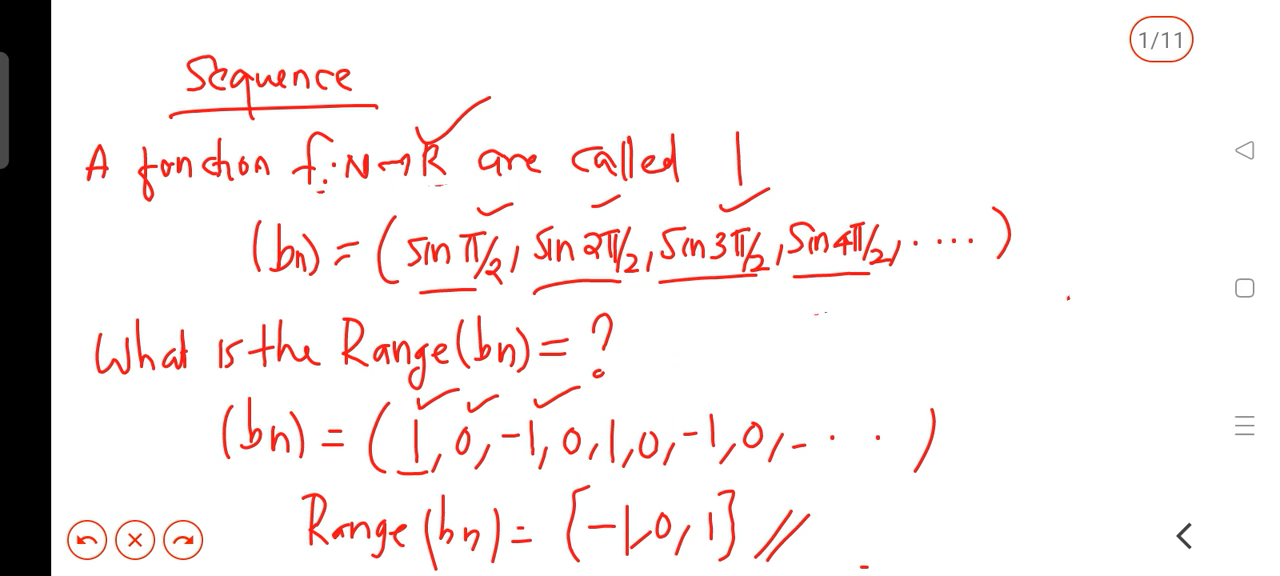 1/11
Sequence
A fonction f: N→R are called |
(bn) = (sin π/2, sin 2π/2, sin 3π/2, sin 4π/2, ....)
What is the Range(bn) = ?
(bn) = (1, 0, -1, 0, 1, 0, -1, 0, - . . )
Range(bn) = {-1,0,1} //